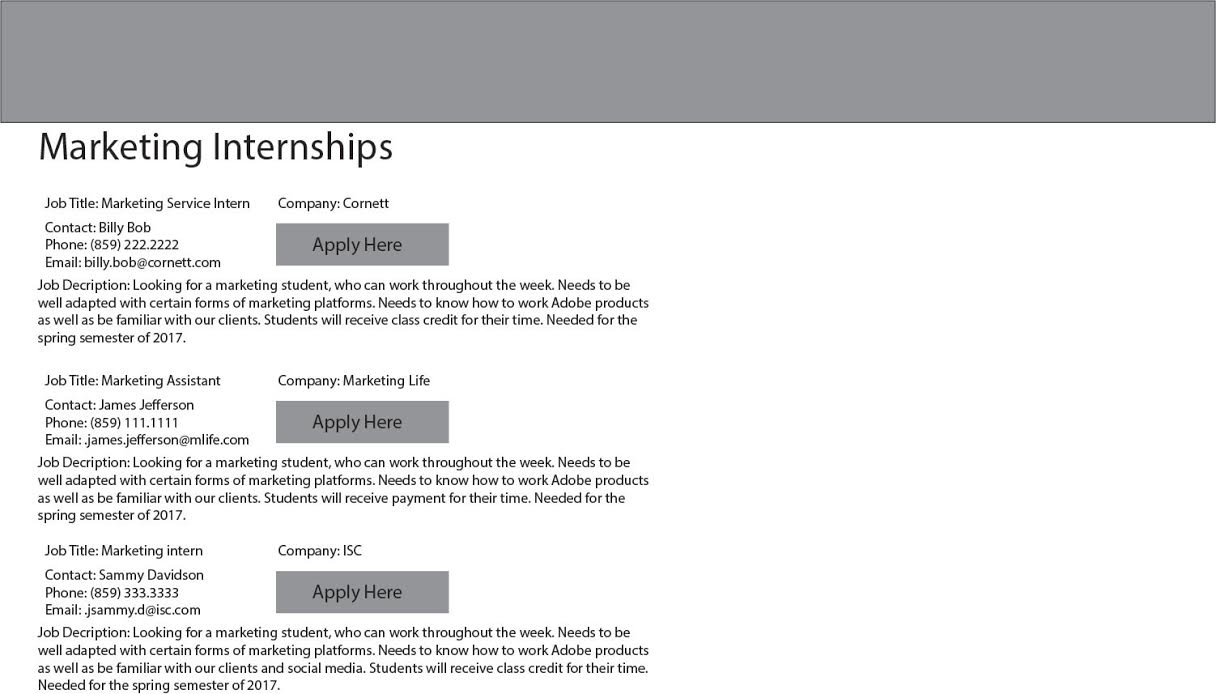 Marketing Internships
Job Title: Marketing Service Intern Company: Cornett
Contact: Billy Bob
Phone: (859) 222.2222
Apply Here
Email: billy.bob@cornett.com
Job Decription: Looking for a marketing student, who can work throughout the week. Needs to be
well adapted with certain forms of marketing platforms. Needs to know how to work Adobe products
as well as be familiar with our clients. Students will receive class credit for their time. Needed for the
spring semester of 2017.
Job Title: Marketing Assistant Company: Marketing Life
Contact: James Jefferson
Phone: (859) 111.1111
Apply Here
Email: .james.jefferson@mlife.com
Job Decription: Looking for a marketing student, who can work throughout the week. Needs to be
well adapted with certain forms of marketing platforms. Needs to know how to work Adobe products
as well as be familiar with our clients. Students will receive payment for their time. Needed for the
spring semester of 2017.
Job Title: Marketing intern Company: ISC
Contact: Sammy Davidson
Phone: (859) 333.3333
Apply Here
Email: .jsammy.d@isc.com
Job Decription: Looking for a marketing student, who can work throughout the week. Needs to be
well adapted with certain forms of marketing platforms. Needs to know how to work Adobe products
as well as be familiar with our clients and social media. Students will receive class credit for their time.
Needed for the spring semester of 2017.